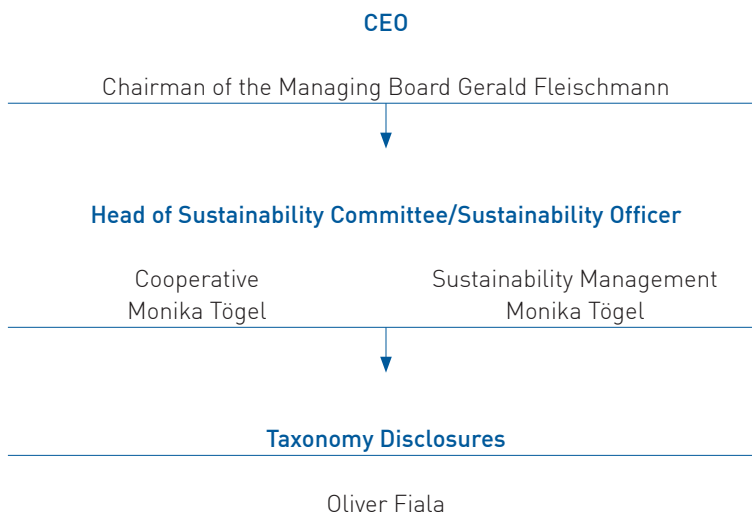 CEO
Chairman of the Managing Board Gerald Fleischmann
Head of Sustainability Committee/Sustainability Officer
Cooperative Sustainability Management
Monika Tögel Monika Tögel
Taxonomy Disclosures
Oliver Fiala